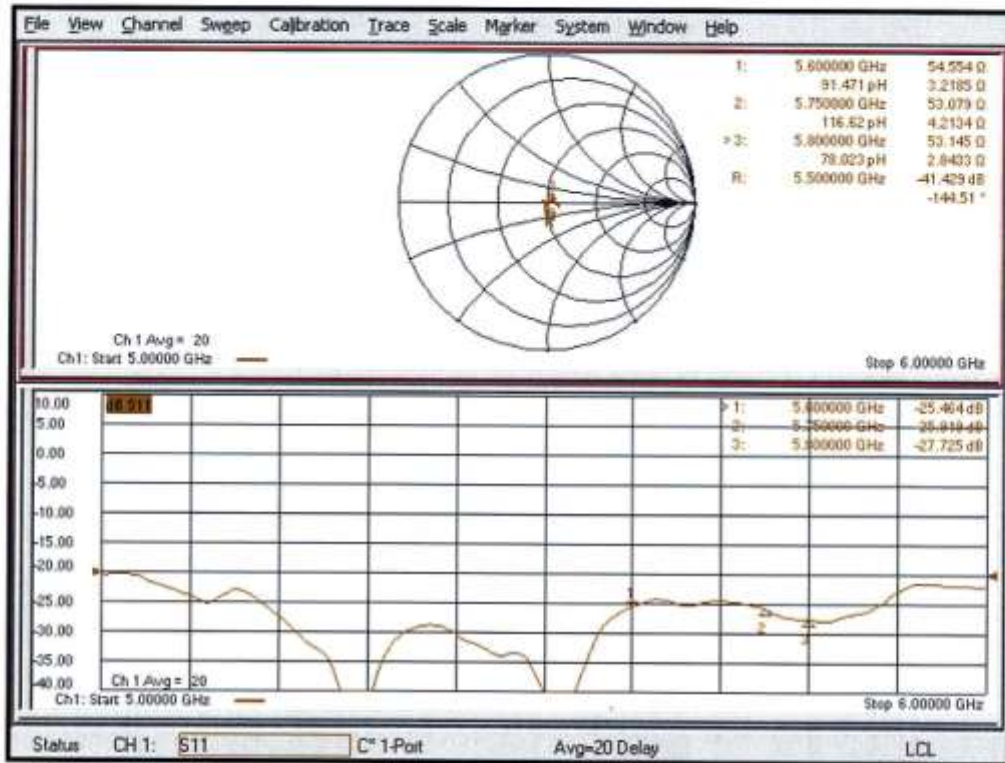 File View Channel Sweep Calibration Trace Scale Marker System Window Help
1: 5.600000 GHz 54.554 Ω
91.471 pH 3.2185 Ω
2: 5.750000 GHz 53.079 Ω
116.62 pH 4.2134 Ω
> 3: 5.800000 GHz 53.145 Ω
78.023 pH 2.8433 Ω
R: 5.500000 GHz -41.429 dB
-144.51 °
Ch 1 Avg = 20
Ch1: Start 5.00000 GHz
Stop 6.00000 GHz
10.00
5.00
0.00
-5.00
-10.00
-15.00
-20.00
-25.00
-30.00
-35.00
-40.00
dB S11
> 1: 5.600000 GHz -25.464 dB
2: 5.750000 GHz
3: 5.800000 GHz -27.725 dB
1
2
3
Ch 1 Avg = 20
Ch1: Start 5.00000 GHz
Stop 6.00000 GHz
Status CH 1: S11 C* 1-Port Avg=20 Delay LCL